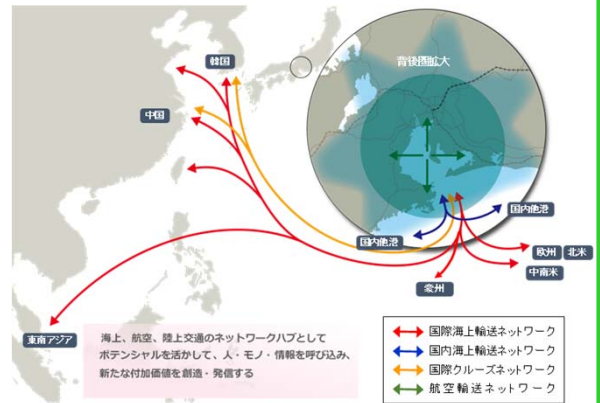 韓国
背後圏拡大
中国
国内他港
国内他港
欧州 北米
中南米
豪州
東南アジア
海上、航空、陸上交通のネットワークハブとして
ポテンシャルを活かして、人・モノ・情報を呼び込み、
新たな付加価値を創造・発信する
国際海上輸送ネットワーク
国内海上輸送ネットワーク
国際クルーズネットワーク
航空輸送ネットワーク